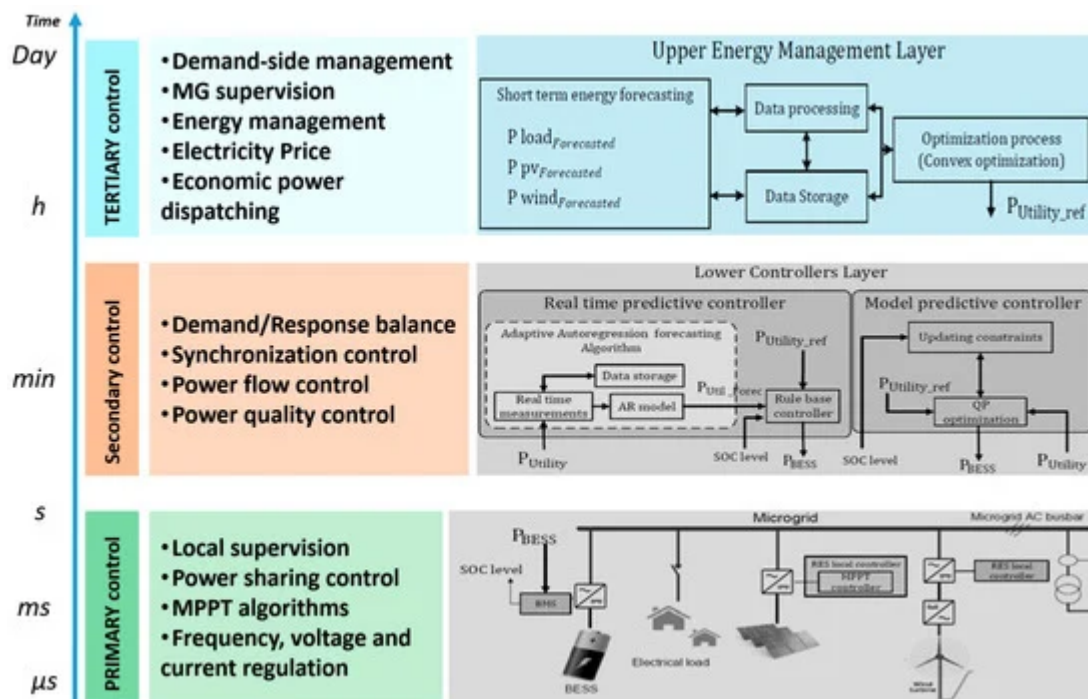 Time
Day
h
min
s
ms
µs
TERTIARY control
•Demand-side management
•MG supervision
•Energy management
•Electricity Price
•Economic power
dispatching
Upper Energy Management Layer
Short term energy forecasting
P load Forecasted
P pv Forecasted
P wind Forecasted
Data processing
Data Storage
Optimization process
(Convex optimization)
P Utility_ref
Secondary control
•Demand/Response balance
•Synchronization control
•Power flow control
•Power quality control
Lower Controllers Layer
Real time predictive controller
Adaptive Autoregression forecasting
Algorithm
Data storage
Real time
measurements
AR model
P Utility
P Util_Forec
P Utility_ref
Rule base
controller
SOC level
P BESS
Model predictive controller
Updating constraints
P Utility_ref
QP
optimization
SOC level
P BESS
P Utility
PRIMARY control
•Local supervision
•Power sharing control
•MPPT algorithms
•Frequency, voltage and
current regulation
Microgrid
Microgrid AC busbar
P BESS
SOC level
BMS
BESS
Electrical load
RES local controller
MPPT
controller
RES local
controller
Wind
turbine